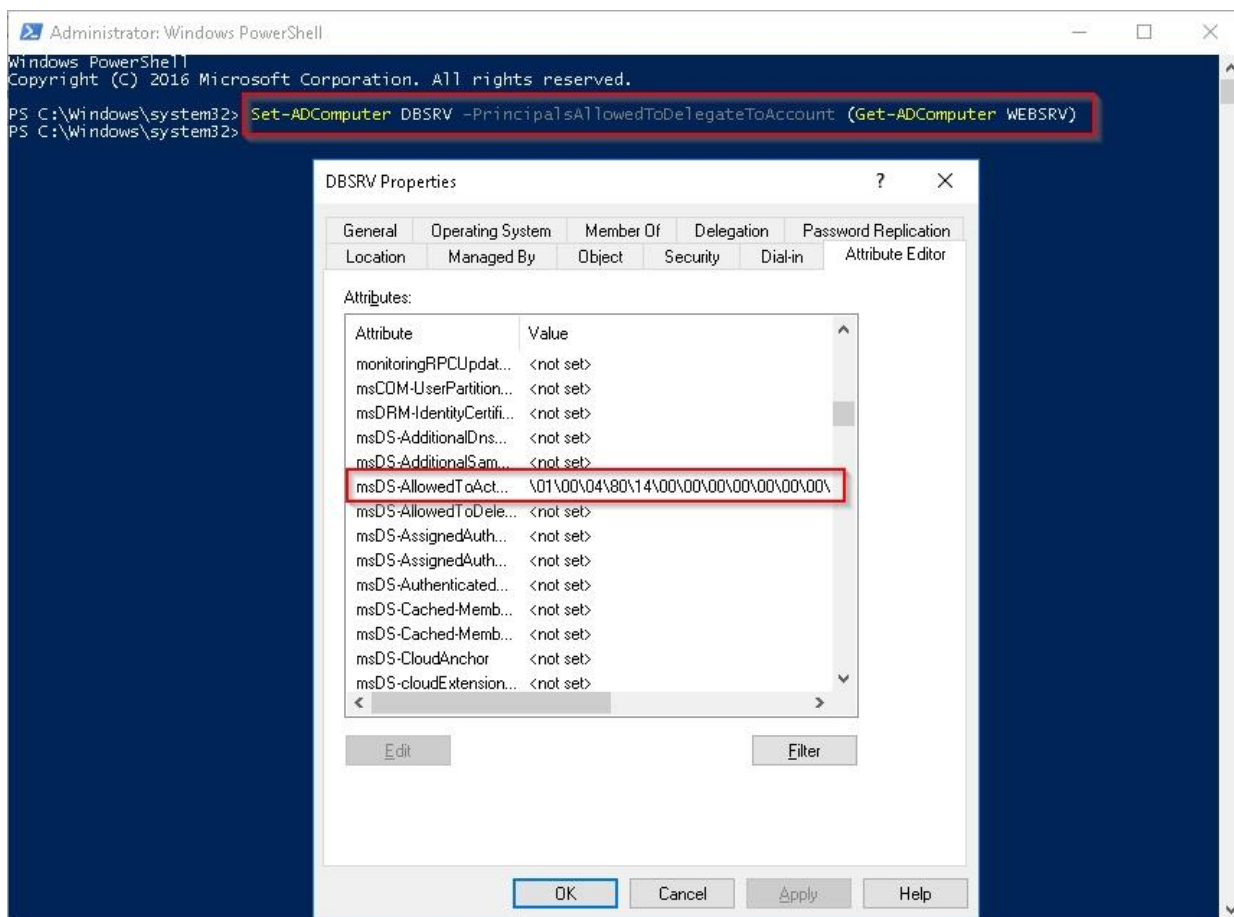 Administrator: Windows PowerShell
Windows PowerShell
Copyright (C) 2016 Microsoft Corporation. All rights reserved.
PS C:\Windows\system32> Set-ADComputer DBSRV -PrincipalsAllowedToDelegateToAccount (Get-ADComputer WEBSRV)
PS C:\Windows\system32>
DBSRV Properties ?
General Operating System Member Of Delegation Password Replication
Location Managed By Object Security Dial-in Attribute Editor
Attributes:
Attribute Value
monitoringRPCUpdat... <not set>
msCOM-UserPartition... <not set>
msDRM-IdentityCertifi... <not set>
msDS-AdditionalDns... <not set>
msDS-AdditionalSam... <not set>
msDS-AllowedToAct... \01\00\04\80\14\00\00\00\00\00\00\00\
msDS-AllowedToDele... <not set>
msDS-AssignedAuth... <not set>
msDS-AssignedAuth... <not set>
msDS-Authenticated... <not set>
msDS-Cached-Memb... <not set>
msDS-Cached-Memb... <not set>
msDS-CloudAnchor <not set>
msDS-cloudExtension... <not set>
Edit Filter
OK Cancel Apply Help